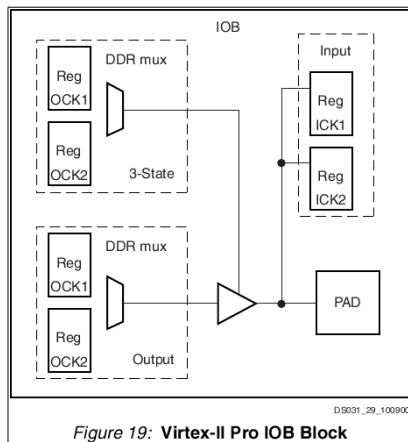 IOB
DDR mux
Reg
OCK1
Reg
OCK2
3-State
Input
Reg
ICK1
Reg
ICK2
DDR mux
Reg
OCK1
Reg
OCK2
Output
PAD
DS031_29_100900
Figure 19: Virtex-II Pro IOB Block